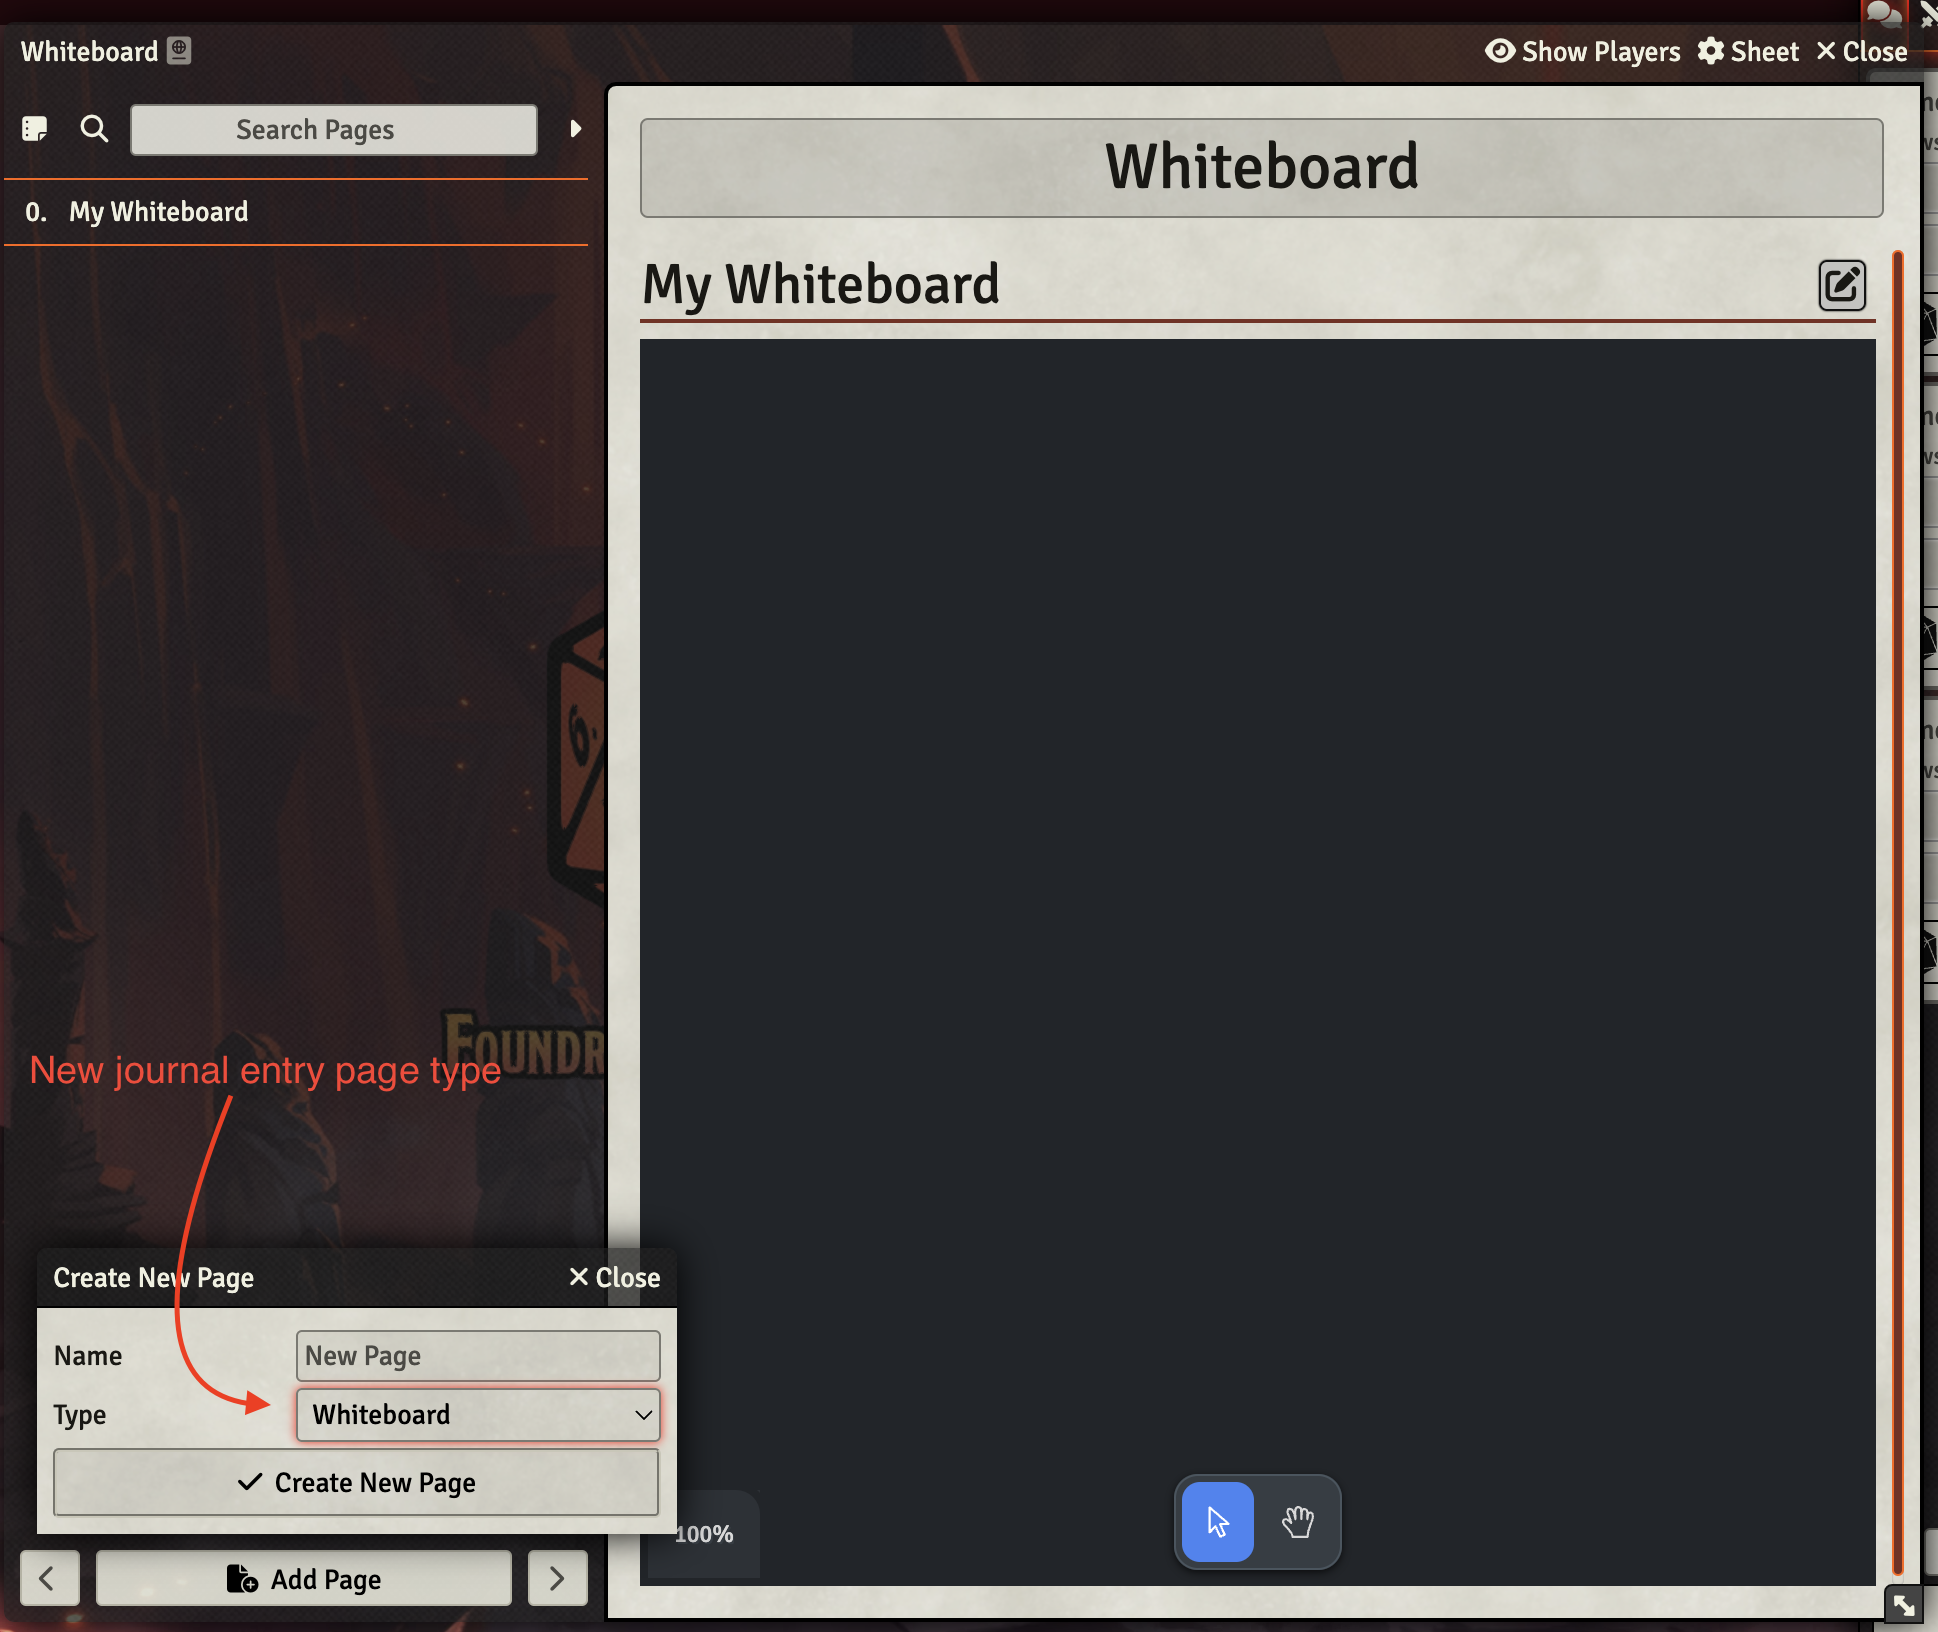 Whiteboard
Show Players
Sheet
Close
Search Pages
0. My Whiteboard
Whiteboard
My Whiteboard
6.
New journal entry page type
Create New Page
Close
Name
New Page
Type
Whiteboard
Create New Page
100%
Add Page